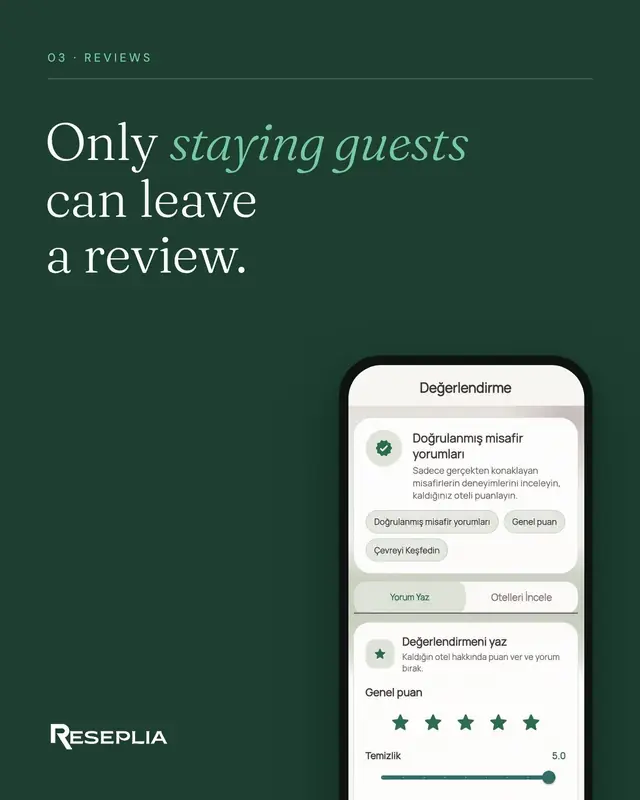 03 · REVIEWS
Only staying guests
can leave
a review.
Değerlendirme
Doğrulanmış misafir
yorumları
Sadece gerçekten konaklayan
misafirlerin deneyimlerini inceleyin,
kaldığınız oteli puanlayın.
Doğrulanmış misafir yorumları
Genel puan
Çevreyi Keşfedin
Yorum Yaz
Otelleri İncele
Değerlendirmeni yaz
Kaldığın otel hakkında puan ver ve yorum
bırak.
Genel puan
Temizlik
5.0
RESEPLIA